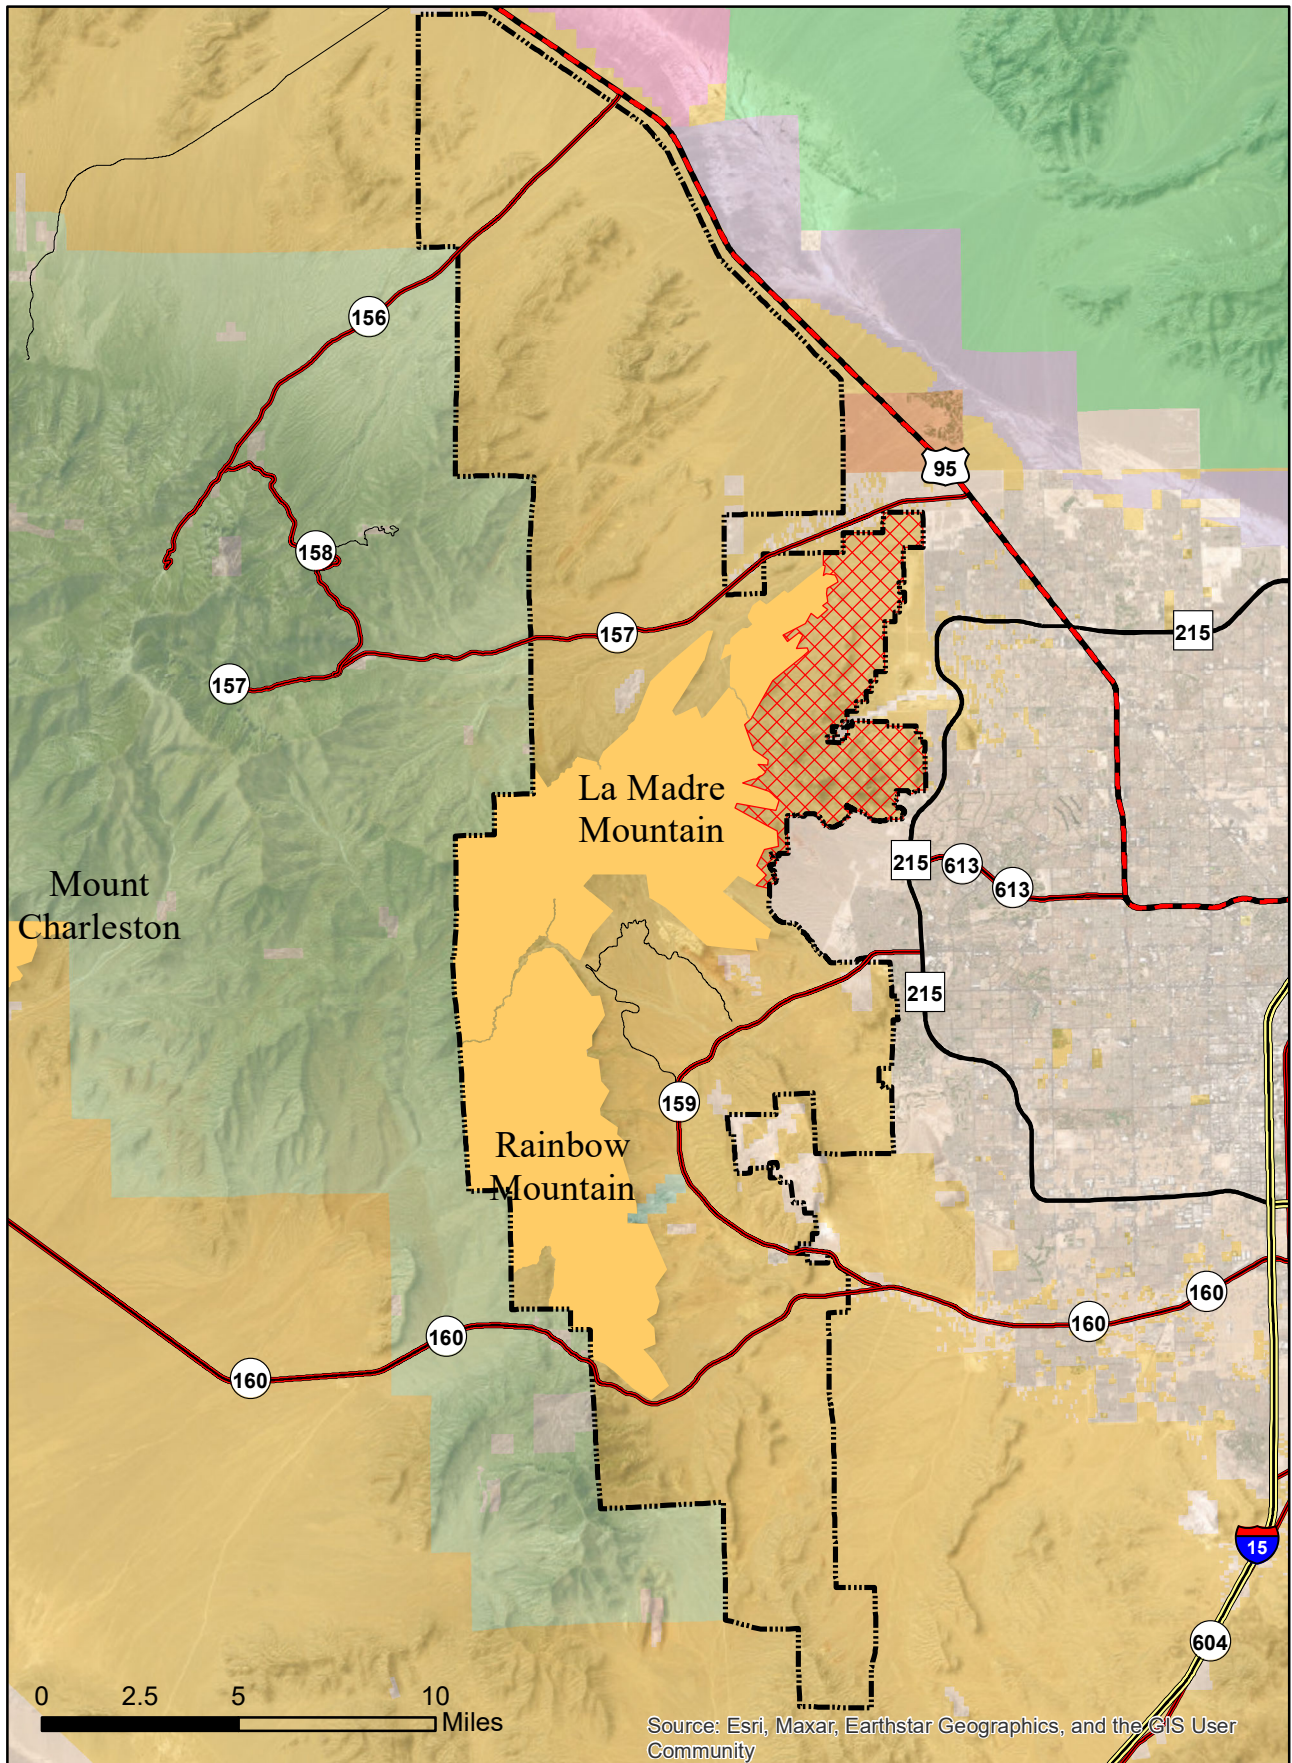 156
95
158
157
215
157
La Madre
Mountain
215
613
613
Mount
Charleston
215
159
Rainbow
Mountain
160
160
160
160
15
604
0 2.5 5 10
Miles
Source: Esri, Maxar, Earthstar Geographics, and the GIS User
Community